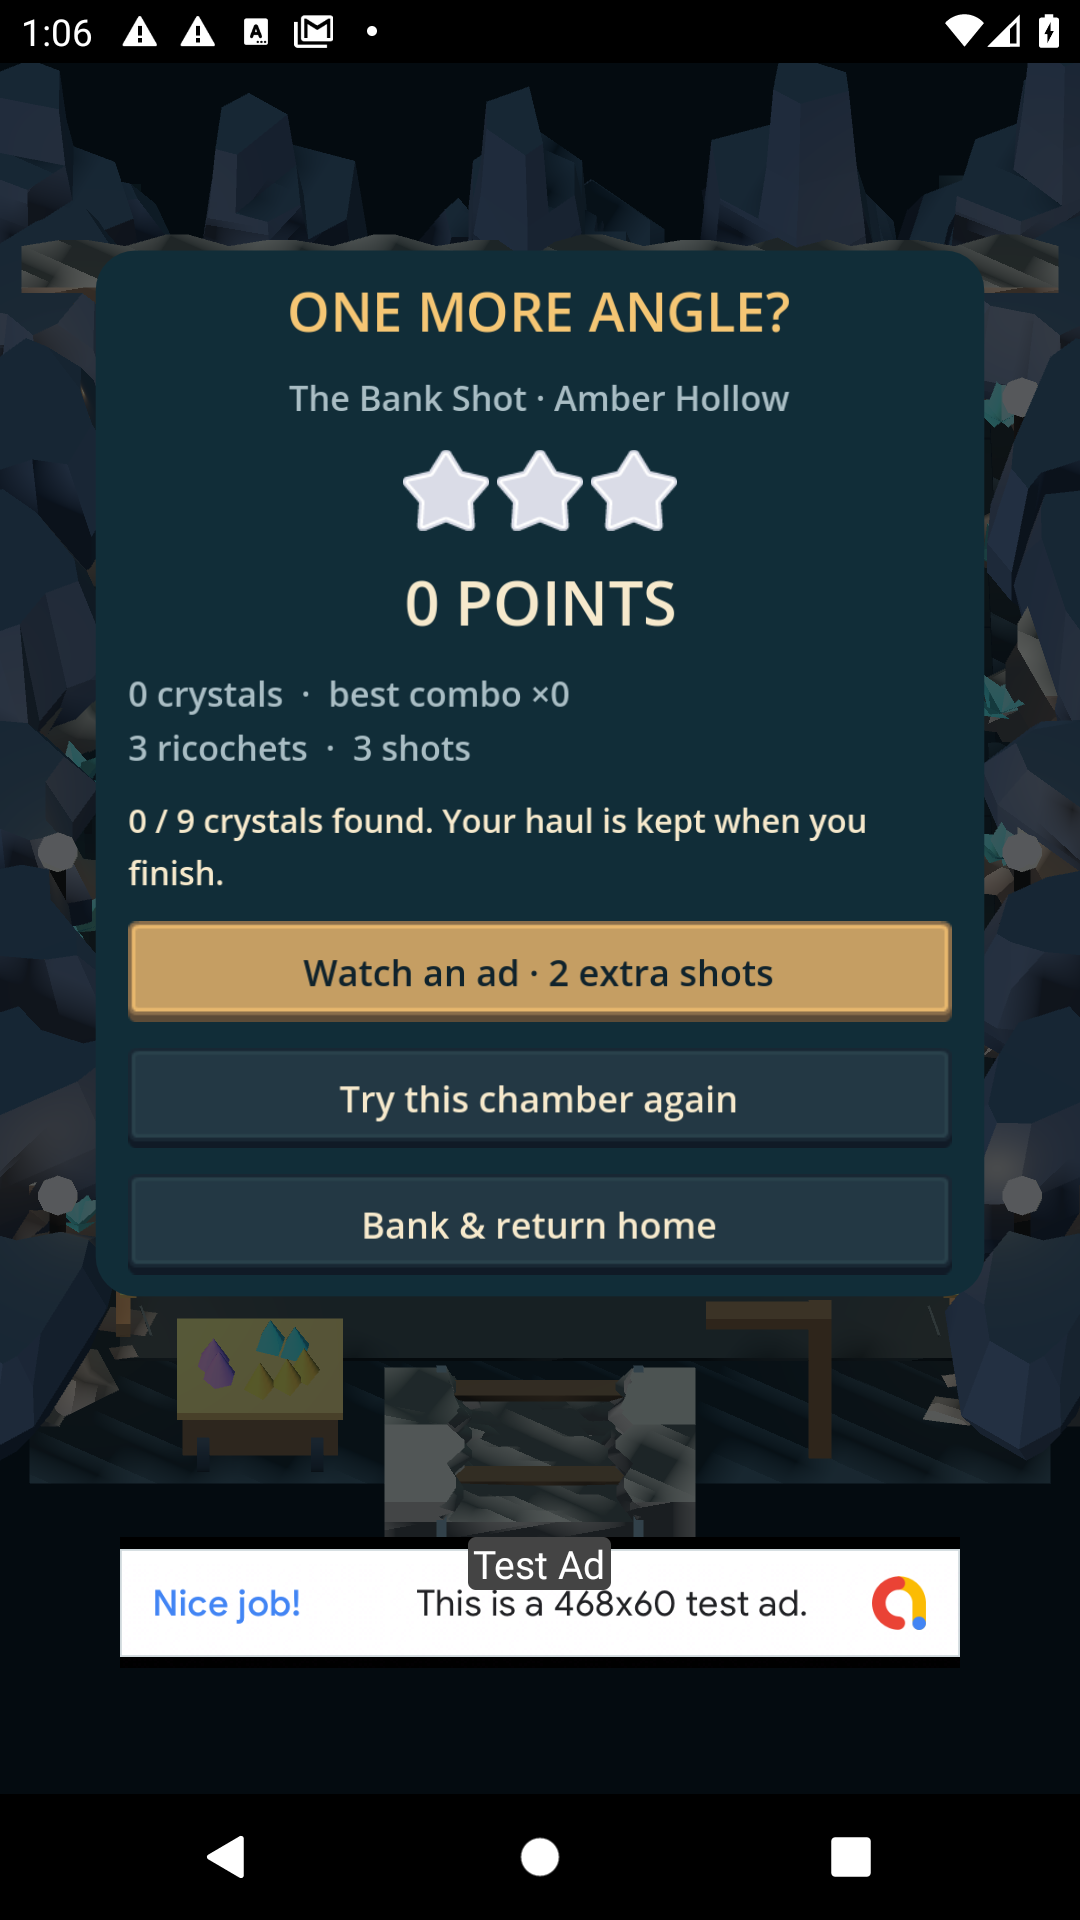 1:06
ONE MORE ANGLE?
The Bank Shot · Amber Hollow
0 POINTS
0 crystals · best combo ×0
3 ricochets · 3 shots
0 / 9 crystals found. Your haul is kept when you
finish.
Watch an ad · 2 extra shots
Try this chamber again
Bank & return home
Test Ad
Nice job!
This is a 468x60 test ad.